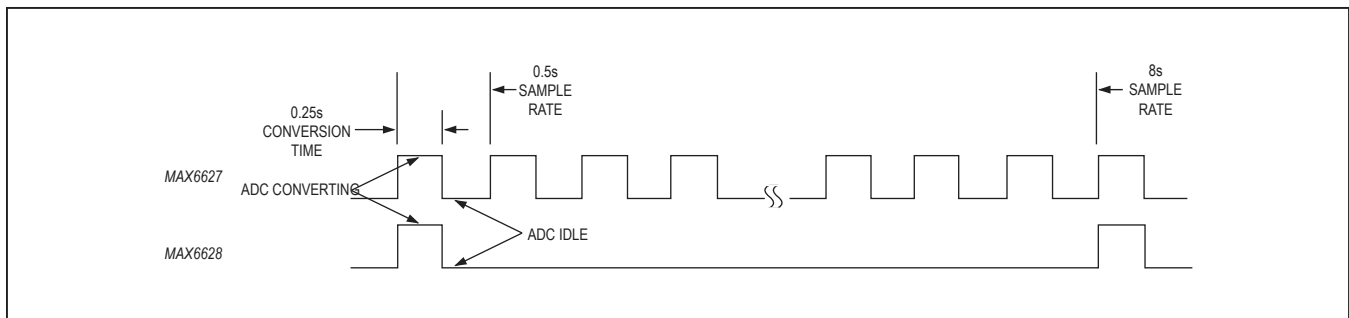 0.5s
SAMPLE
RATE
8s
SAMPLE
RATE
0.25s
CONVERSION
TIME
MAX6627
ADC CONVERTING
ADC IDLE
MAX6628